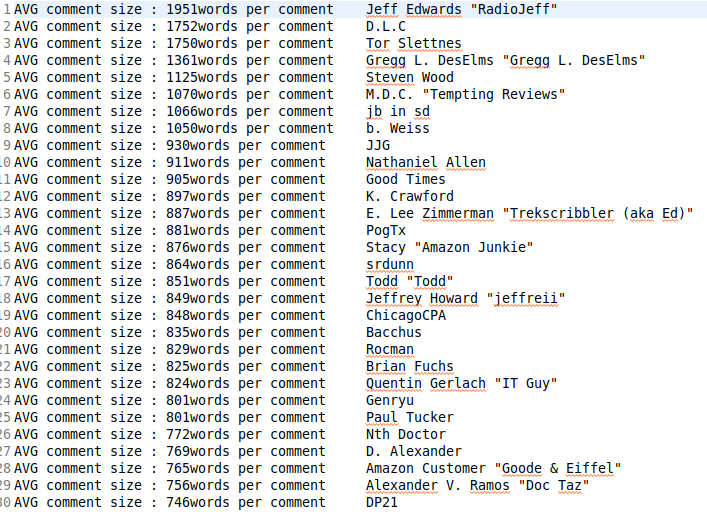 1 AVG comment size : 1951words per comment Jeff Edwards "RadioJeff"
2 AVG comment size : 1752words per comment D.L.C
3 AVG comment size : 1750words per comment Tor Slettnes
4 AVG comment size : 1361words per comment Gregg L. DesElms "Gregg L. DesElms"
5 AVG comment size : 1125words per comment Steven Wood
6 AVG comment size : 1070words per comment M.D.C. "Tempting Reviews"
7 AVG comment size : 1066words per comment jb in sd
8 AVG comment size : 1050words per comment b. Weiss
9 AVG comment size : 930words per comment JJG
10 AVG comment size : 911words per comment Nathaniel Allen
11 AVG comment size : 905words per comment Good Times
12 AVG comment size : 897words per comment K. Crawford
13 AVG comment size : 887words per comment E. Lee Zimmerman "Trekscribbler (aka Ed)"
14 AVG comment size : 881words per comment PogTx
15 AVG comment size : 876words per comment Stacy "Amazon Junkie"
16 AVG comment size : 864words per comment srdunn
17 AVG comment size : 851words per comment Todd "Todd"
18 AVG comment size : 849words per comment Jeffrey Howard "jeffreii"
19 AVG comment size : 848words per comment ChicagoCPA
20 AVG comment size : 835words per comment Bacchus
21 AVG comment size : 829words per comment Rocman
22 AVG comment size : 825words per comment Brian Fuchs
23 AVG comment size : 824words per comment Quentin Gerlach "IT Guy"
24 AVG comment size : 801words per comment Genryu
25 AVG comment size : 801words per comment Paul Tucker
26 AVG comment size : 772words per comment Nth Doctor
27 AVG comment size : 769words per comment D. Alexander
28 AVG comment size : 765words per comment Amazon Customer "Goode & Eiffel"
29 AVG comment size : 756words per comment Alexander V. Ramos "Doc Taz"
30 AVG comment size : 746words per comment DP21